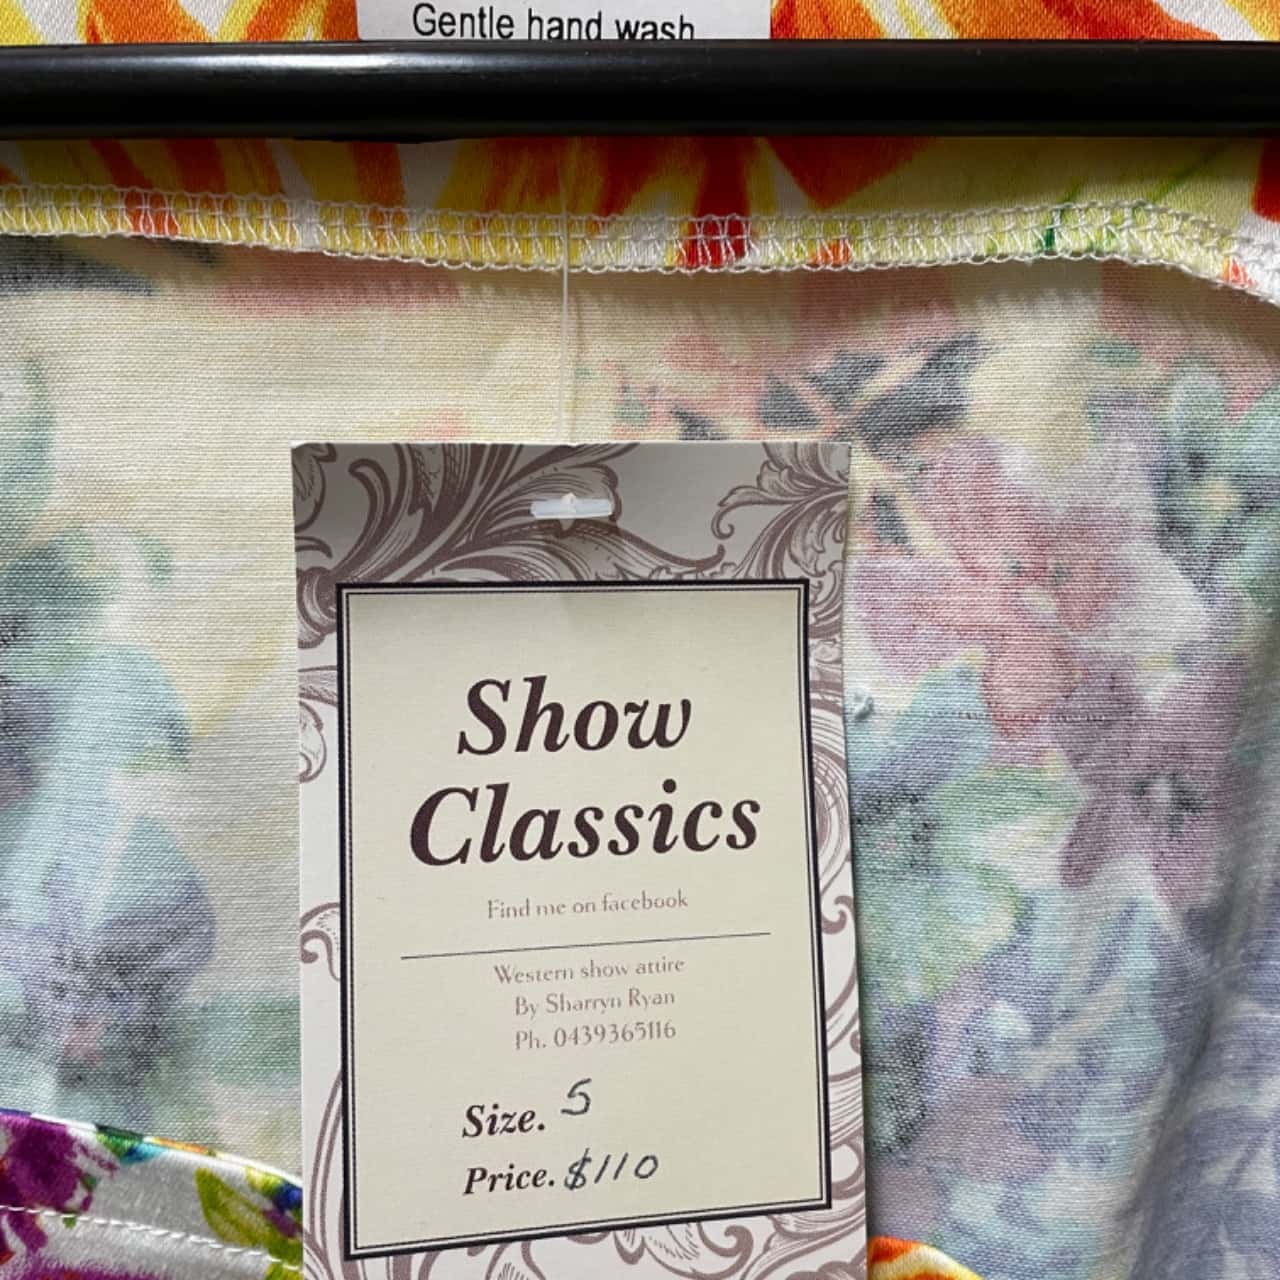 Gentle hand wash
Show
Classics
Find me on facebook
Western show attire
By Sharryn Ryan
Ph. 0439365116
Size. S
Price. $110